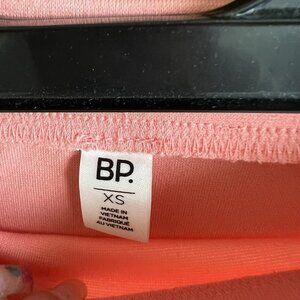 BP.
XS
MADE IN
VIETNAM
FABRIQUÉ
AU VIETNAM